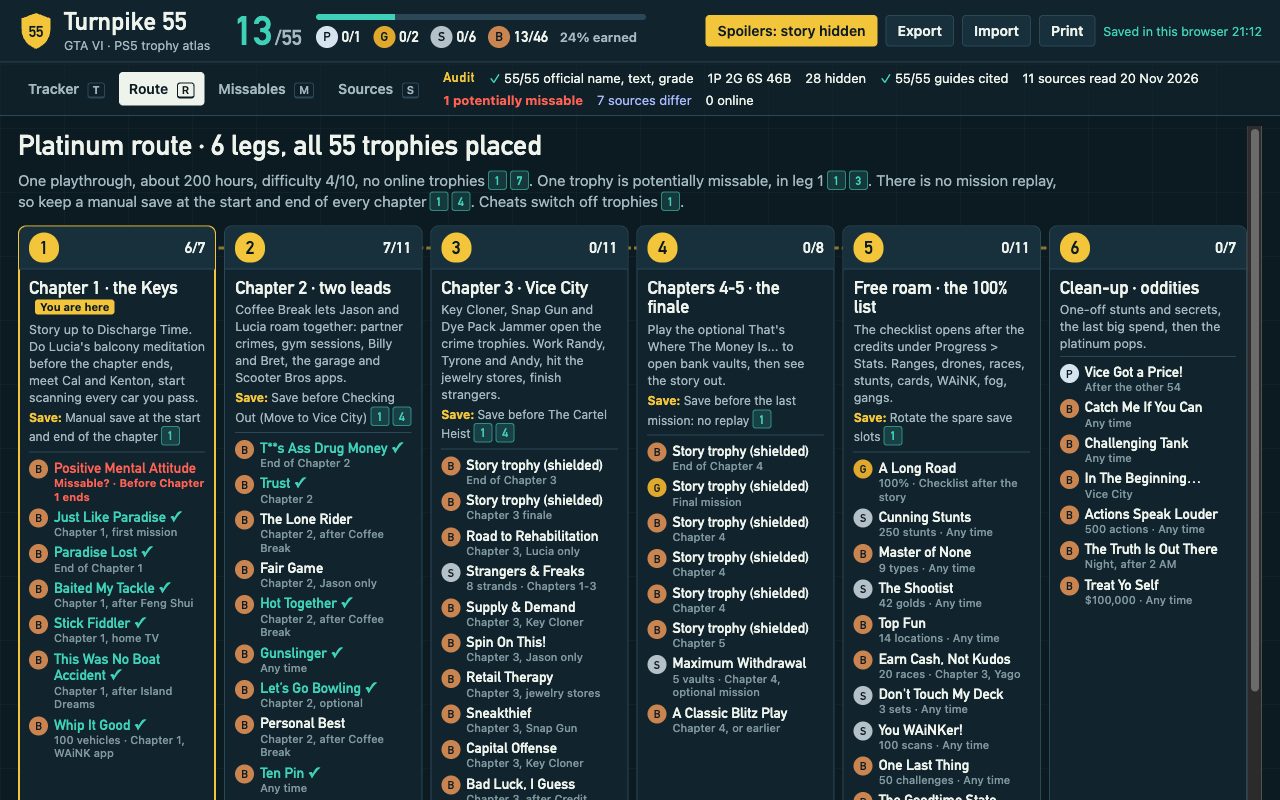 55
Turnpike 55
GTA VI · PS5 trophy atlas
13/55
P 0/1 G 0/2 S 0/6 B 13/46 24% earned
Spoilers: story hidden
Export
Import
Print
Saved in this browser 21:12
Tracker T
Route R
Missables M
Sources S
Audit ✓ 55/55 official name, text, grade 1P 2G 6S 46B 28 hidden ✓ 55/55 guides cited 11 sources read 20 Nov 2026
1 potentially missable 7 sources differ 0 online
Platinum route · 6 legs, all 55 trophies placed
One playthrough, about 200 hours, difficulty 4/10, no online trophies 1 7. One trophy is potentially missable, in leg 1 1 3. There is no mission replay,
so keep a manual save at the start and end of every chapter 1 4. Cheats switch off trophies 1.
1 6/7
Chapter 1 · the Keys
You are here
Story up to Discharge Time.
Do Lucia's balcony meditation
before the chapter ends,
meet Cal and Kenton, start
scanning every car you pass.
Save: Manual save at the start
and end of the chapter 1
B Positive Mental Attitude
Missable? · Before Chapter
1 ends
B Just Like Paradise ✓
Chapter 1, first mission
B Paradise Lost ✓
End of Chapter 1
B Baited My Tackle ✓
Chapter 1, after Feng Shui
B Stick Fiddler ✓
Chapter 1, home TV
B This Was No Boat
Accident ✓
Chapter 1, after Island
Dreams
B Whip It Good ✓
100 vehicles · Chapter 1,
WAiNK app
2 7/11
Chapter 2 · two leads
Coffee Break lets Jason and
Lucia roam together: partner
crimes, gym sessions, Billy
and Bret, the garage and
Scooter Bros apps.
Save: Save before Checking
Out (Move to Vice City) 1 4
B T**s Ass Drug Money ✓
End of Chapter 2
B Trust ✓
Chapter 2
B The Lone Rider
Chapter 2, after Coffee
Break
B Fair Game
Chapter 2, Jason only
B Hot Together ✓
Chapter 2, after Coffee
Break
B Gunslinger ✓
Any time
B Let's Go Bowling ✓
Chapter 2, optional
B Personal Best
Chapter 2, after Coffee
Break
B Ten Pin ✓
Any time
3 0/11
Chapter 3 · Vice City
Key Cloner, Snap Gun and
Dye Pack Jammer open the
crime trophies. Work Randy,
Tyrone and Andy, hit the
jewelry stores, finish
strangers.
Save: Save before The Cartel
Heist 1 4
B Story trophy (shielded)
End of Chapter 3
B Story trophy (shielded)
Chapter 3 finale
B Road to Rehabilitation
Chapter 3, Lucia only
S Strangers & Freaks
8 strands · Chapters 1-3
B Supply & Demand
Chapter 3, Key Cloner
B Spin On This!
Chapter 3, Jason only
B Retail Therapy
Chapter 3, jewelry stores
B Sneakthief
Chapter 3, Snap Gun
B Capital Offense
Chapter 3, Key Cloner
B Bad Luck, I Guess
Chapter 3, after Credit
4 0/8
Chapters 4-5 · the
finale
Play the optional That's
Where The Money Is... to
open bank vaults, then see
the story out.
Save: Save before the last
mission: no replay 1
B Story trophy (shielded)
End of Chapter 4
G Story trophy (shielded)
Final mission
B Story trophy (shielded)
Chapter 4
B Story trophy (shielded)
Chapter 4
B Story trophy (shielded)
Chapter 4
B Story trophy (shielded)
Chapter 5
S Maximum Withdrawal
5 vaults · Chapter 4,
optional mission
B A Classic Blitz Play
Chapter 4, or earlier
5 0/11
Free roam · the 100%
list
The checklist opens after the
credits under Progress >
Stats. Ranges, drones, races,
stunts, cards, WAiNK, fog,
gangs.
Save: Rotate the spare save
slots 1
G A Long Road
100% · Checklist after the
story
S Cunning Stunts
250 stunts · Any time
B Master of None
9 types · Any time
S The Shootist
42 golds · Any time
B Top Fun
14 locations · Any time
B Earn Cash, Not Kudos
20 races · Chapter 3, Yago
S Don't Touch My Deck
3 sets · Any time
S You WAiNKer!
100 scans · Any time
B One Last Thing
50 challenges · Any time
B The Goodtime State
6 0/7
Clean-up · oddities
One-off stunts and secrets,
the last big spend, then the
platinum pops.
P Vice Got a Price!
After the other 54
B Catch Me If You Can
Any time
B Challenging Tank
Any time
B In The Beginning...
Vice City
B Actions Speak Louder
500 actions · Any time
B The Truth Is Out There
Night, after 2 AM
B Treat Yo Self
$100,000 · Any time